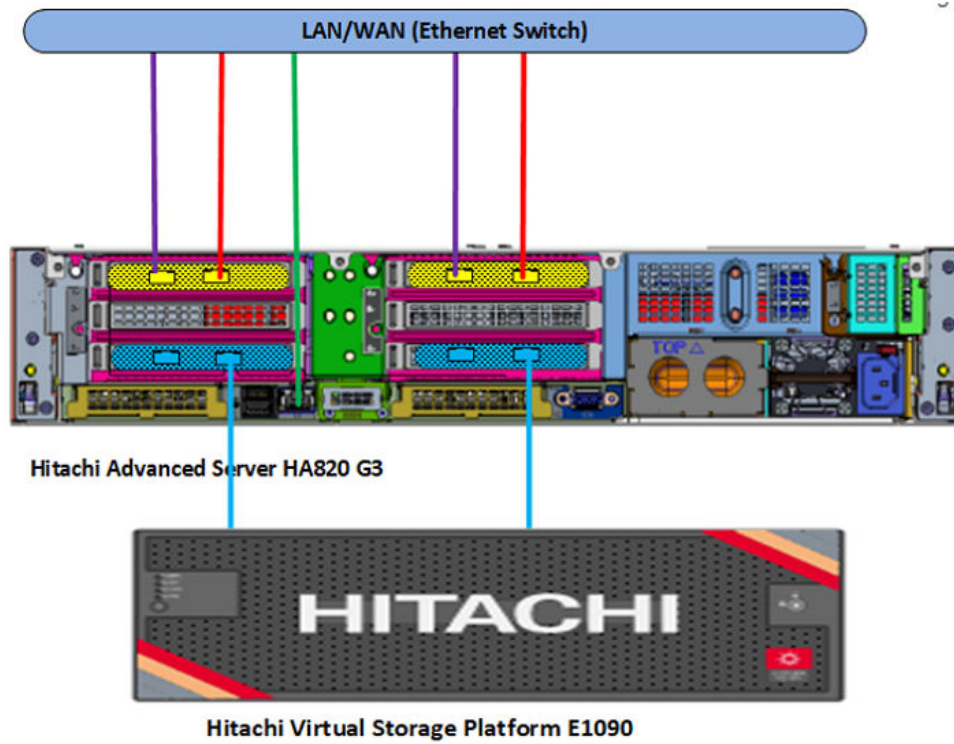 LAN/WAN (Ethernet Switch)
TOP △
Hitachi Advanced Server HA820 G3
HITACHI
Hitachi Virtual Storage Platform E1090